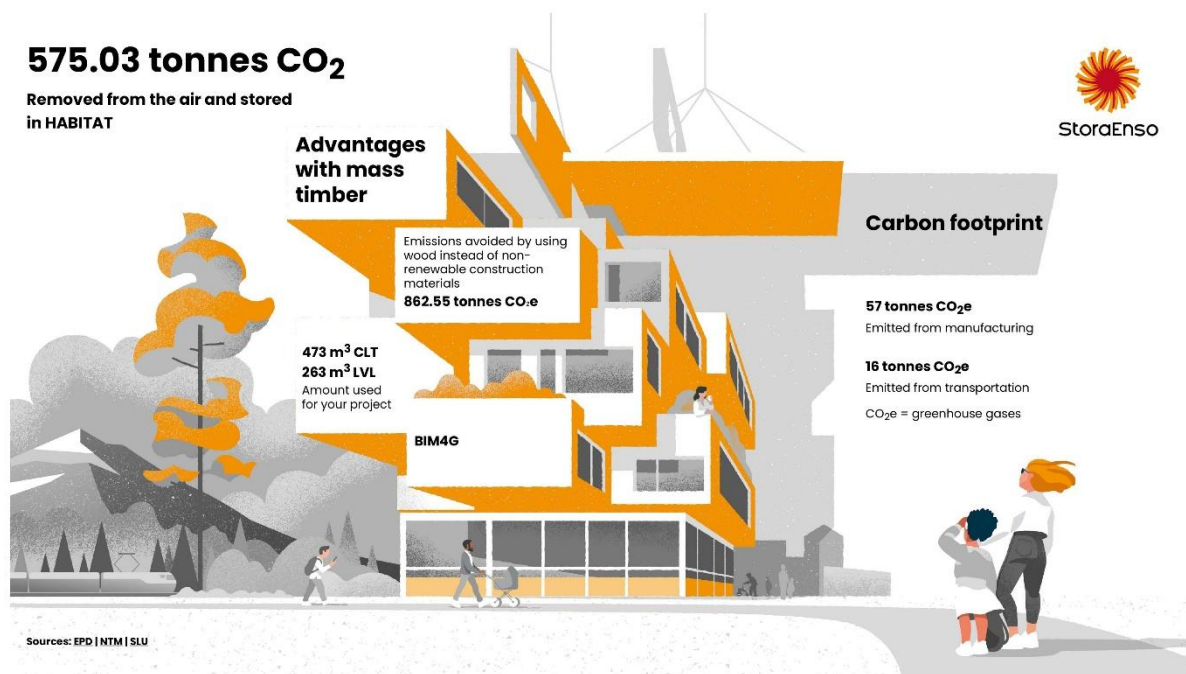 575.03 tonnes CO₂
Removed from the air and stored
in HABITAT
StoraEnso
Advantages
with mass
timber
Emissions avoided by using
wood instead of non-
renewable construction
materials
862.55 tonnes CO₂e
473 m³ CLT
263 m³ LVL
Amount used
for your project
BIM4G
Carbon footprint
57 tonnes CO₂e
Emitted from manufacturing
16 tonnes CO₂e
Emitted from transportation
CO₂e = greenhouse gases
Sources: EPD | NTM | SLU